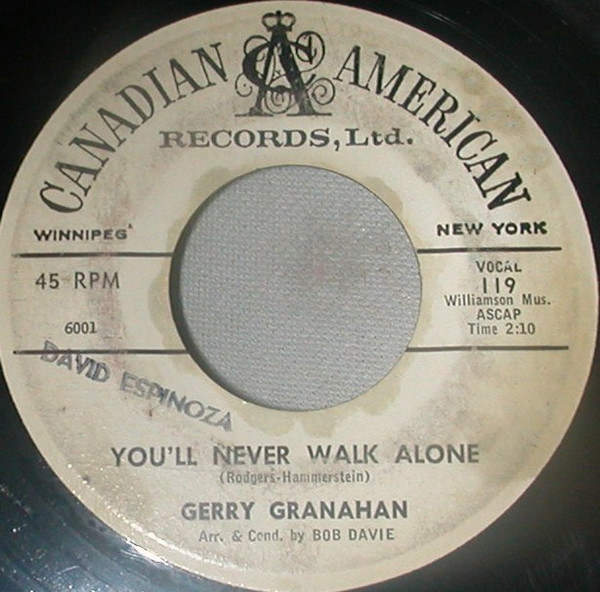 CANADIAN AMERICAN
RECORDS, Ltd.
WINNIPEG
NEW YORK
45 RPM
6001
VOCAL
119
Williamson Mus.
ASCAP
Time 2:10
DAVID ESPINOZA
YOU'LL NEVER WALK ALONE
(Rodgers-Hammerstein)
GERRY GRANAHAN
Arr. & Cond. by BOB DAVIE